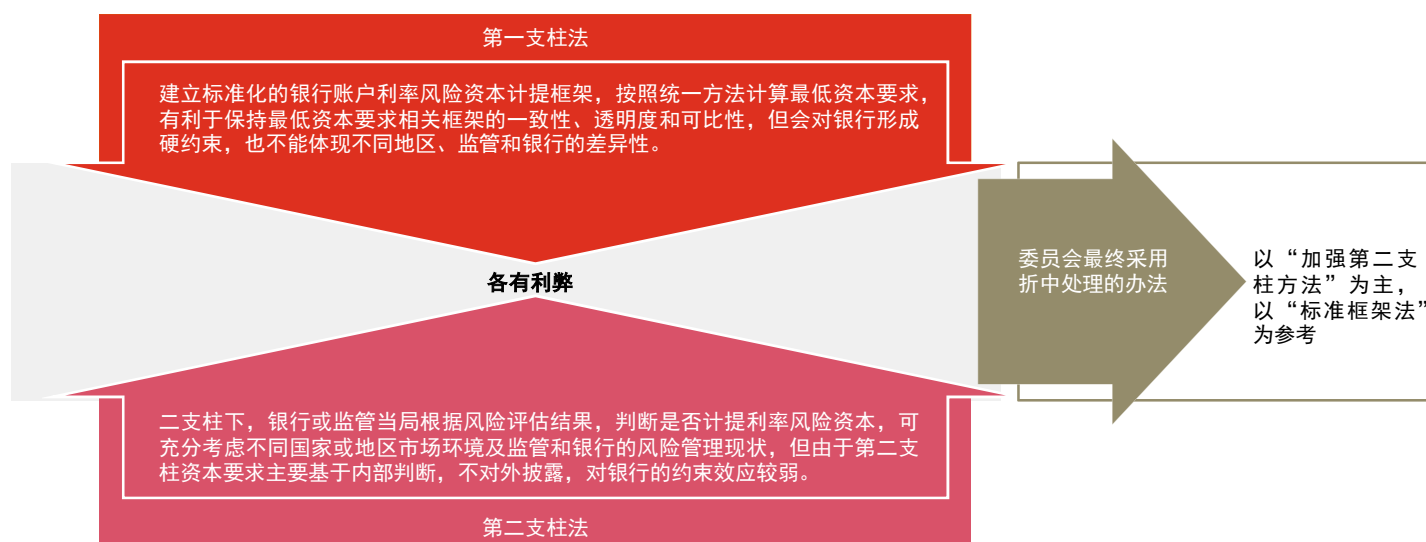 第一支柱法
建立标准化的银行账户利率风险资本计提框架，按照统一方法计算最低资本要求，
有利于保持最低资本要求相关框架的一致性、透明度和可比性，但会对银行形成
硬约束，也不能体现不同地区、监管和银行的差异性。
各有利弊
委员会最终采用
折中处理的办法
以“加强第二支
柱方法”为主，
以“标准框架法”
为参考
二支柱下，银行或监管当局根据风险评估结果，判断是否计提利率风险资本，可
充分考虑不同国家或地区市场环境及监管和银行的风险管理现状，但由于第二支
柱资本要求主要基于内部判断，不对外披露，对银行的约束效应较弱。
第二支柱法